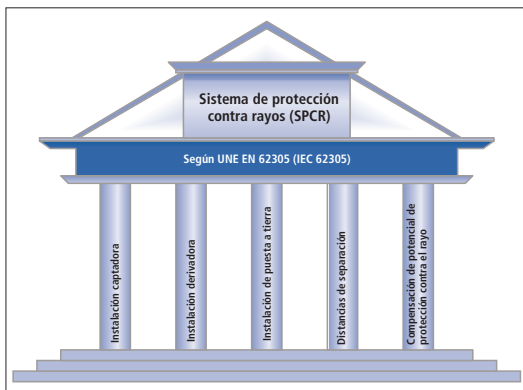 Sistema de protección
contra rayos (SPCR)
Según UNE EN 62305 (IEC 62305)
Instalación captadora
Instalación derivadora
Instalación de puesta a tierra
Distancias de separación
Compensación de potencial de
protección contra el rayo